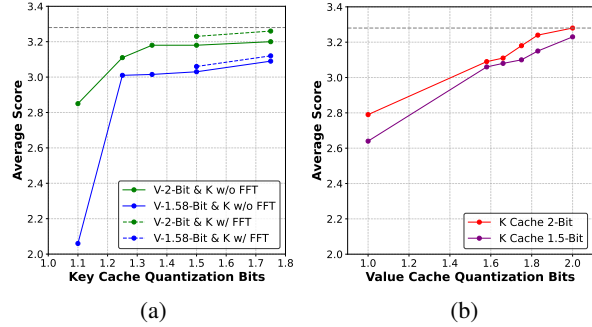 3.4
3.2
3.0
2.8
2.6
2.4
2.2
2.0
Average Score
1.0 1.1 1.2 1.3 1.4 1.5 1.6 1.7 1.8
Key Cache Quantization Bits
V-2-Bit & K w/o FFT
V-1.58-Bit & K w/o FFT
V-2-Bit & K w/ FFT
V-1.58-Bit & K w/ FFT
(a)
3.4
3.2
3.0
2.8
2.6
2.4
2.2
2.0
Average Score
1.0 1.2 1.4 1.6 1.8 2.0
Value Cache Quantization Bits
K Cache 2-Bit
K Cache 1.5-Bit
(b)